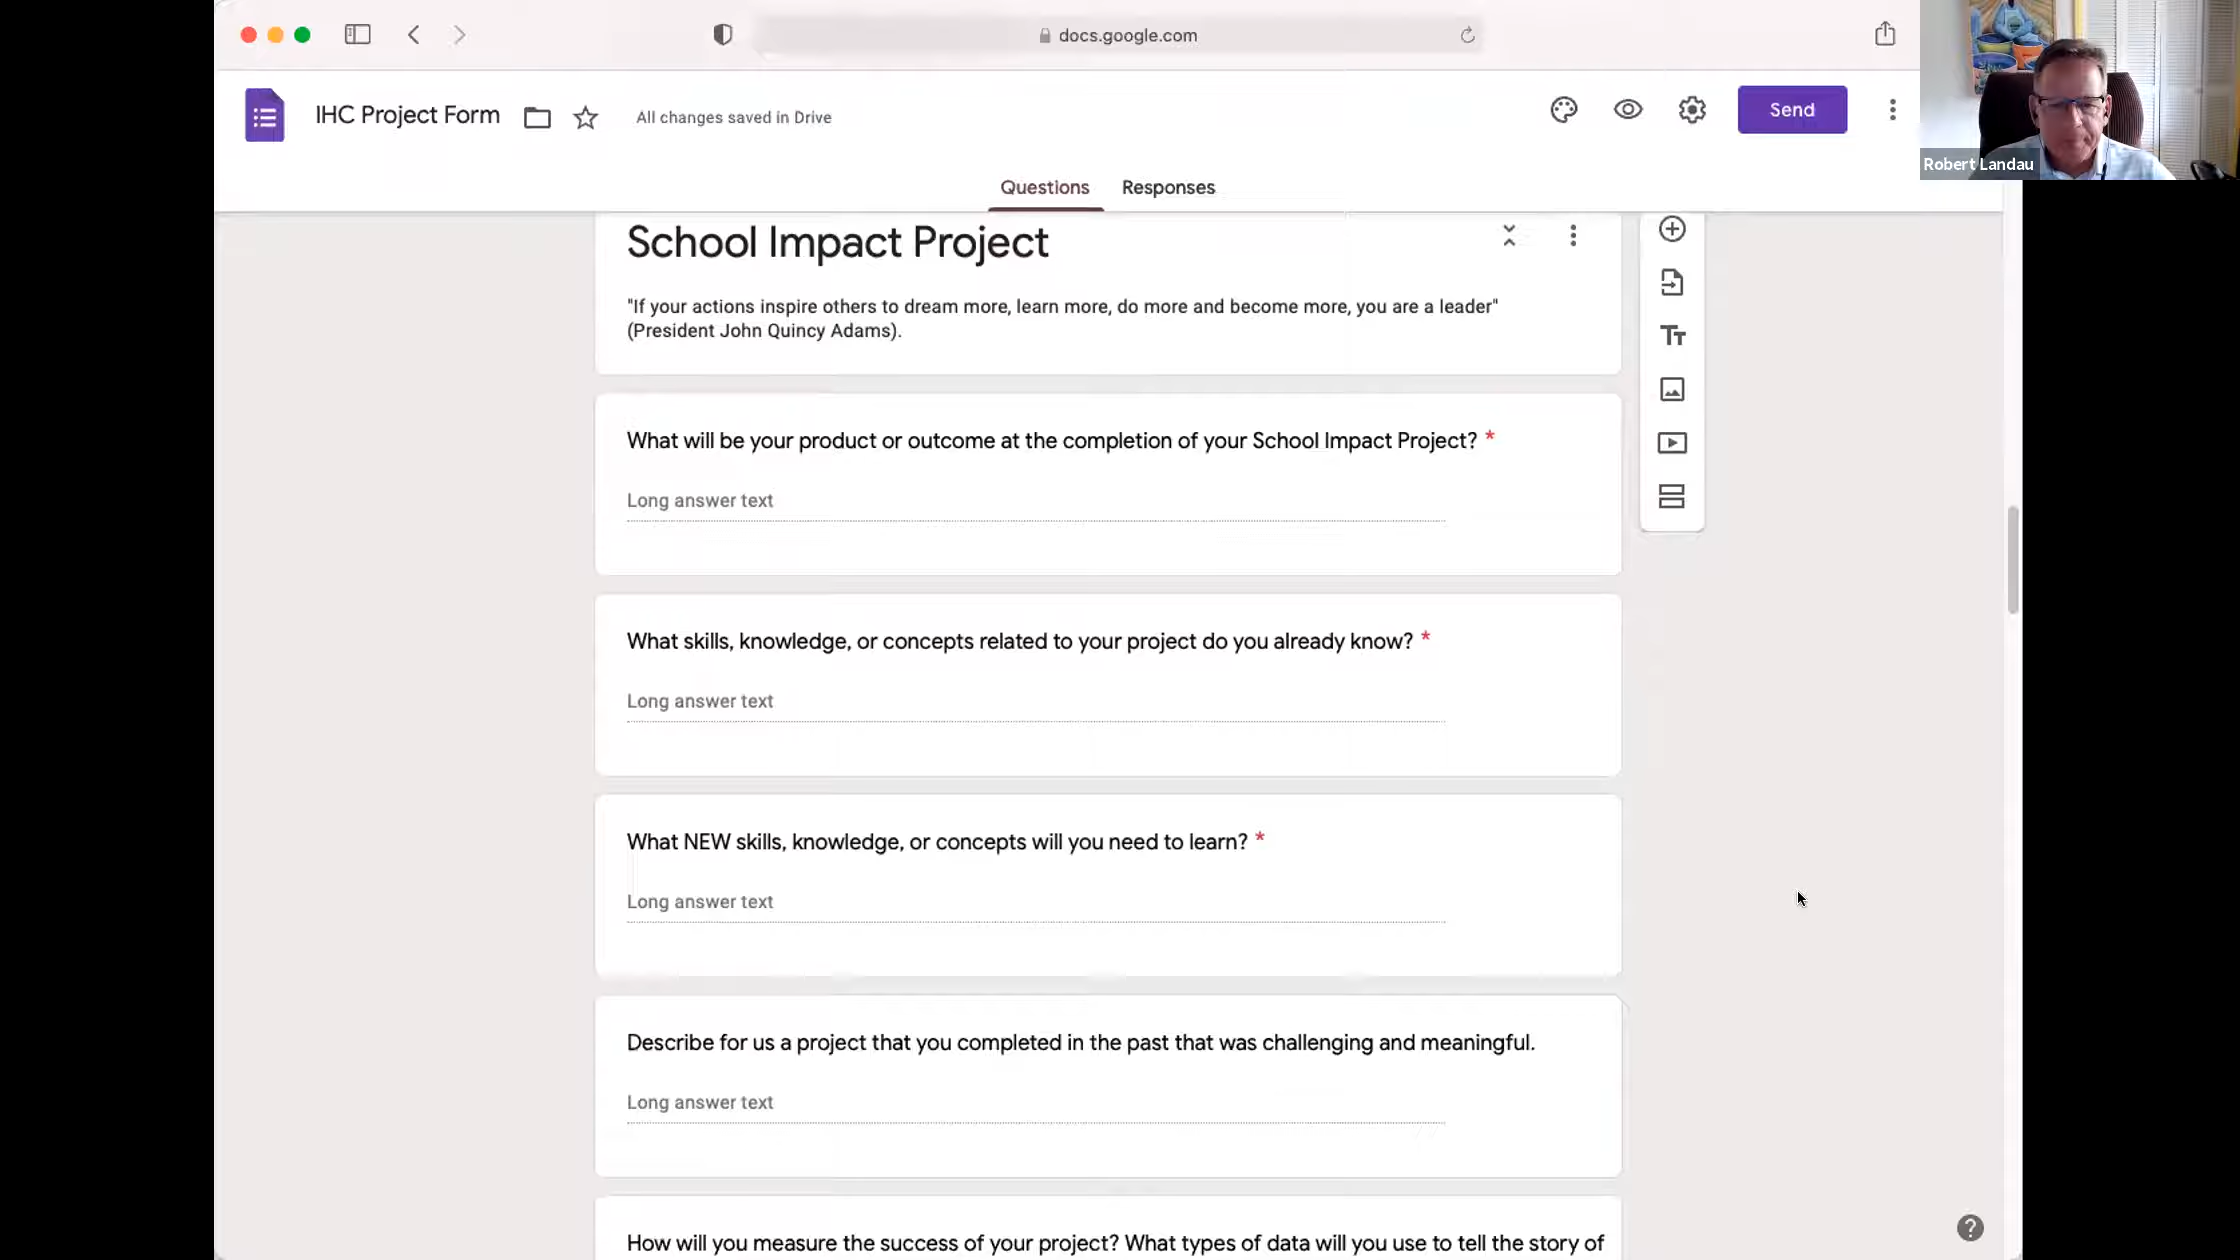 docs.google.com
IHC Project Form
All changes saved in Drive
Send
Robert Landau
Questions
Responses
School Impact Project
"If your actions inspire others to dream more, learn more, do more and become more, you are a leader"
(President John Quincy Adams).
What will be your product or outcome at the completion of your School Impact Project? *
Long answer text
What skills, knowledge, or concepts related to your project do you already know? *
Long answer text
What NEW skills, knowledge, or concepts will you need to learn? *
Long answer text
Describe for us a project that you completed in the past that was challenging and meaningful.
Long answer text
How will you measure the success of your project? What types of data will you use to tell the story of